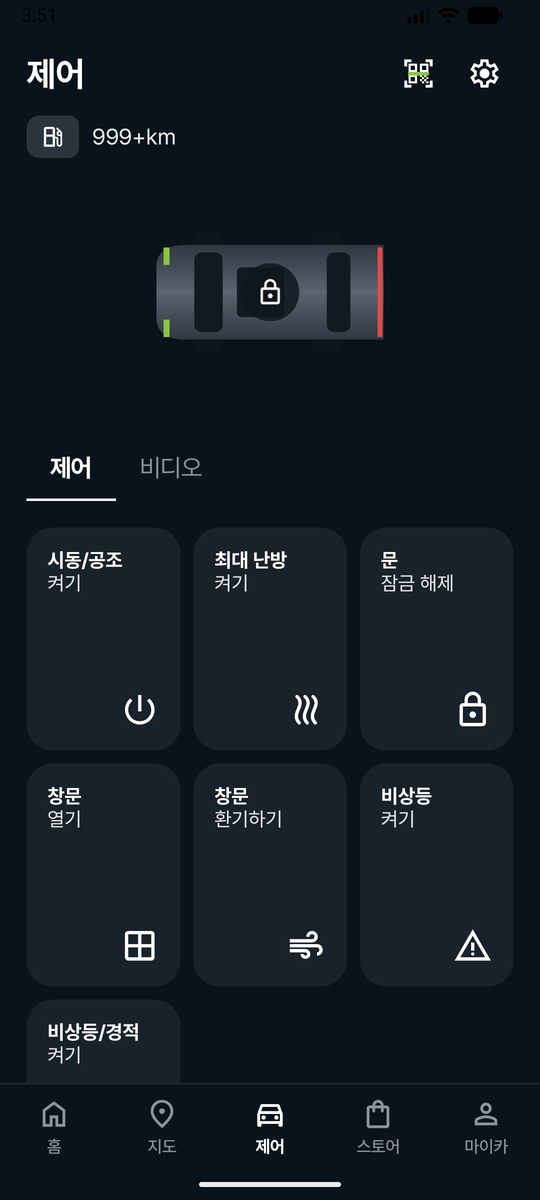 3:51
제어
999+km
제어
비디오
시동/공조
켜기
최대 난방
켜기
문
잠금 해제
창문
열기
창문
환기하기
비상등
켜기
비상등/경적
켜기
홈
지도
제어
스토어
마이카